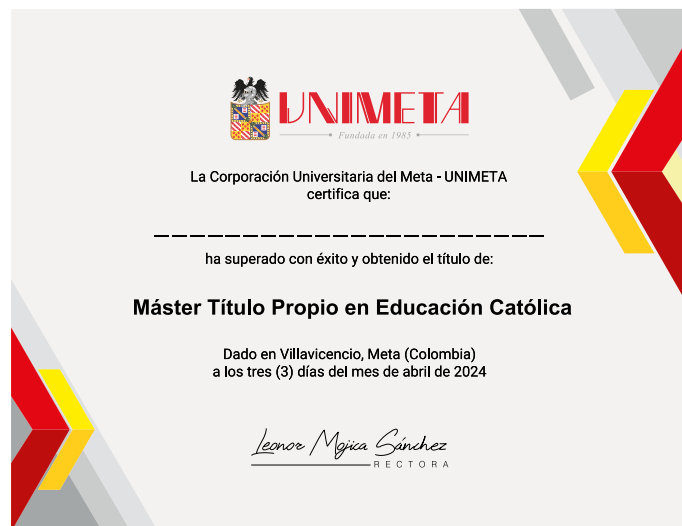 UNIMETA
Fundada en 1985
La Corporación Universitaria del Meta - UNIMETA
certifica que:
ha superado con éxito y obtenido el título de:
Máster Título Propio en Educación Católica
Dado en Villavicencio, Meta (Colombia)
a los tres (3) días del mes de abril de 2024
Leonor Mojica Sánchez
RECTORA